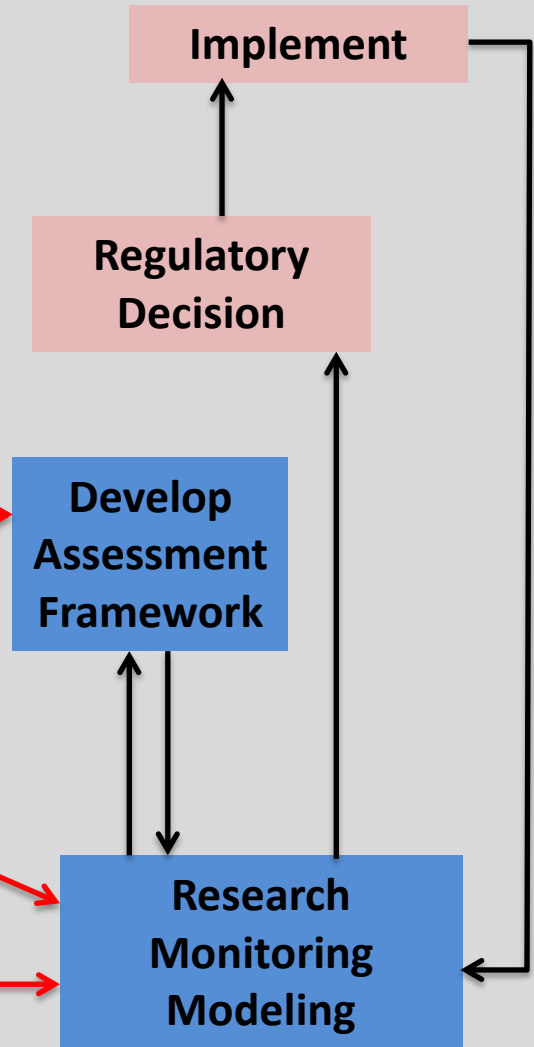 Implement
Regulatory
Decision
Develop
Assessment
Framework
Research
Monitoring
Modeling